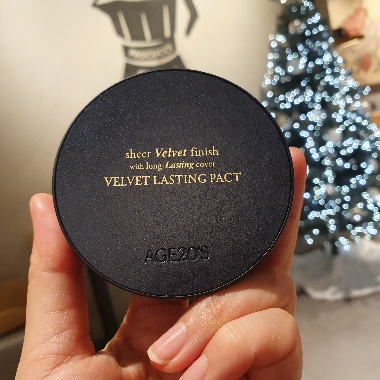 sheer Velvet finish
with long-Lasting cover
VELVET LASTING PACT
AGE20'S